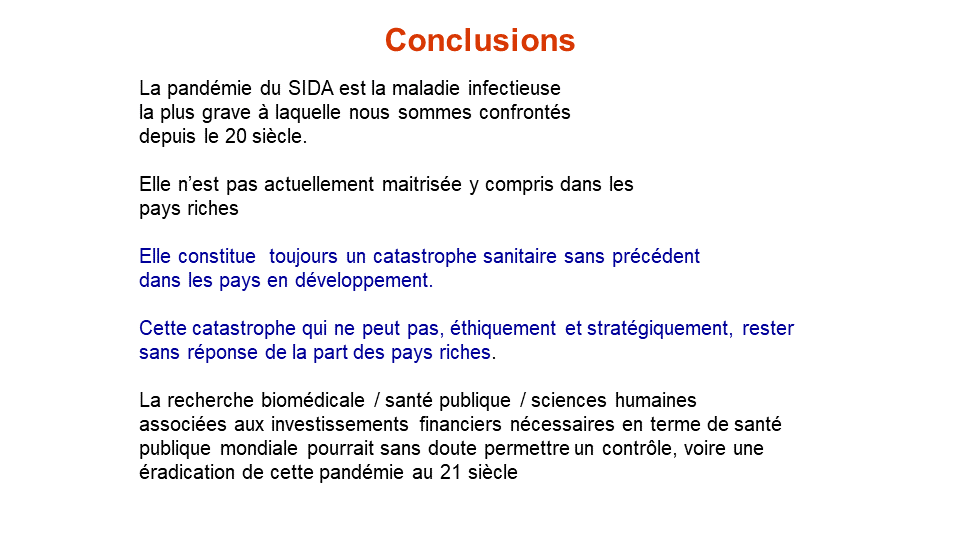 Conclusions
La pandémie du SIDA est la maladie infectieuse
la plus grave à laquelle nous sommes confrontés
depuis le 20 siècle.
Elle n’est pas actuellement maitrisée y compris dans les
pays riches
Elle constitue toujours un catastrophe sanitaire sans précédent
dans les pays en développement.
Cette catastrophe qui ne peut pas, éthiquement et stratégiquement, rester
sans réponse de la part des pays riches.
La recherche biomédicale / santé publique / sciences humaines
associées aux investissements financiers nécessaires en terme de santé
publique mondiale pourrait sans doute permettre un contrôle, voire une
éradication de cette pandémie au 21 siècle